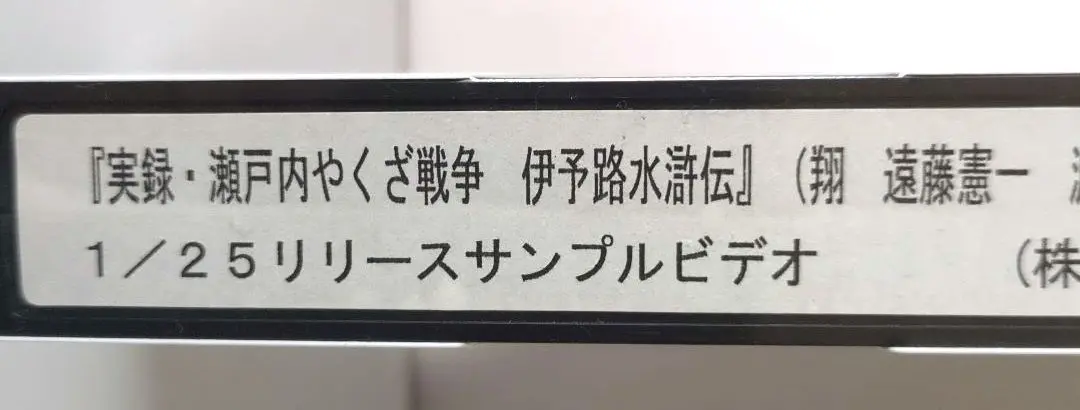 『実録・瀬戸内やくざ戦争　伊予路水滸伝』（翔　遠藤憲一
1／25リリースサンプルビデオ　（株